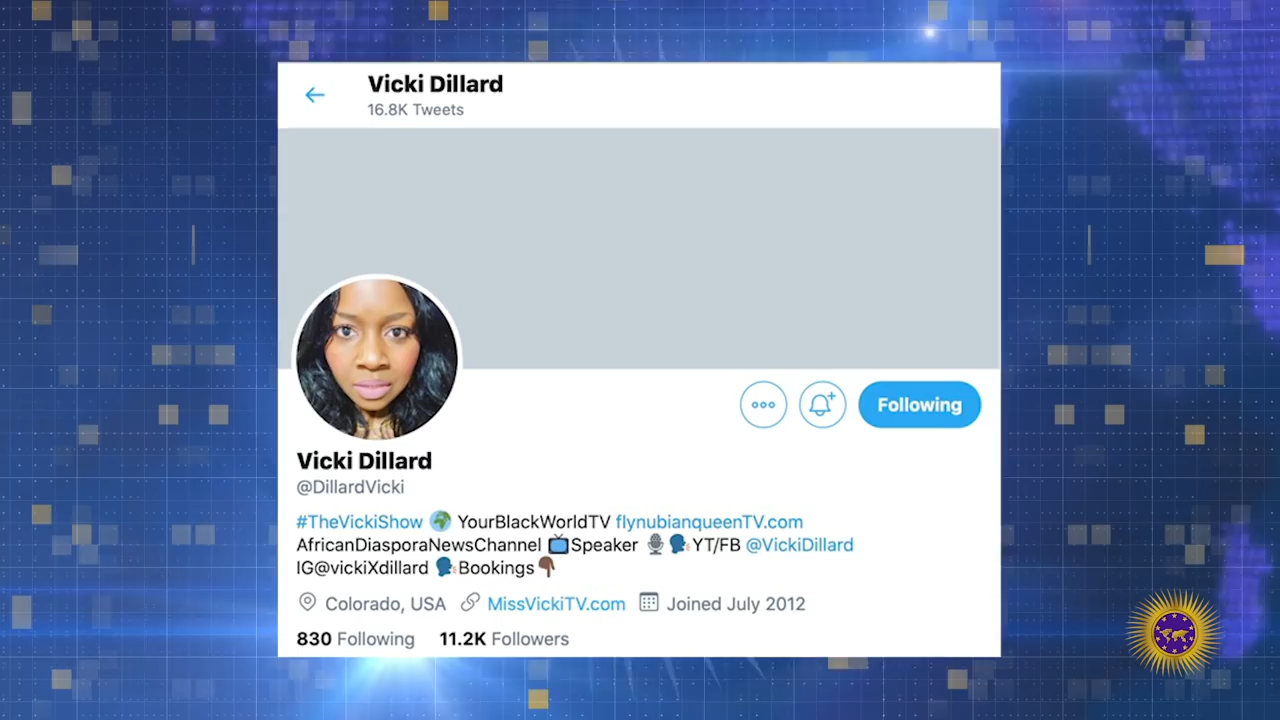 Vicki Dillard
16.8K Tweets
Following
Vicki Dillard
@DillardVicki
#TheVickiShow 🌍 YourBlackWorldTV flynubianqueenTV.com
AfricanDiasporaNewsChannel 📺Speaker 🎙️🗣️YT/FB @VickiDillard
IG@vickiXdillard 🗣️Bookings👇🏾
Colorado, USA MissVickiTV.com Joined July 2012
830 Following 11.2K Followers